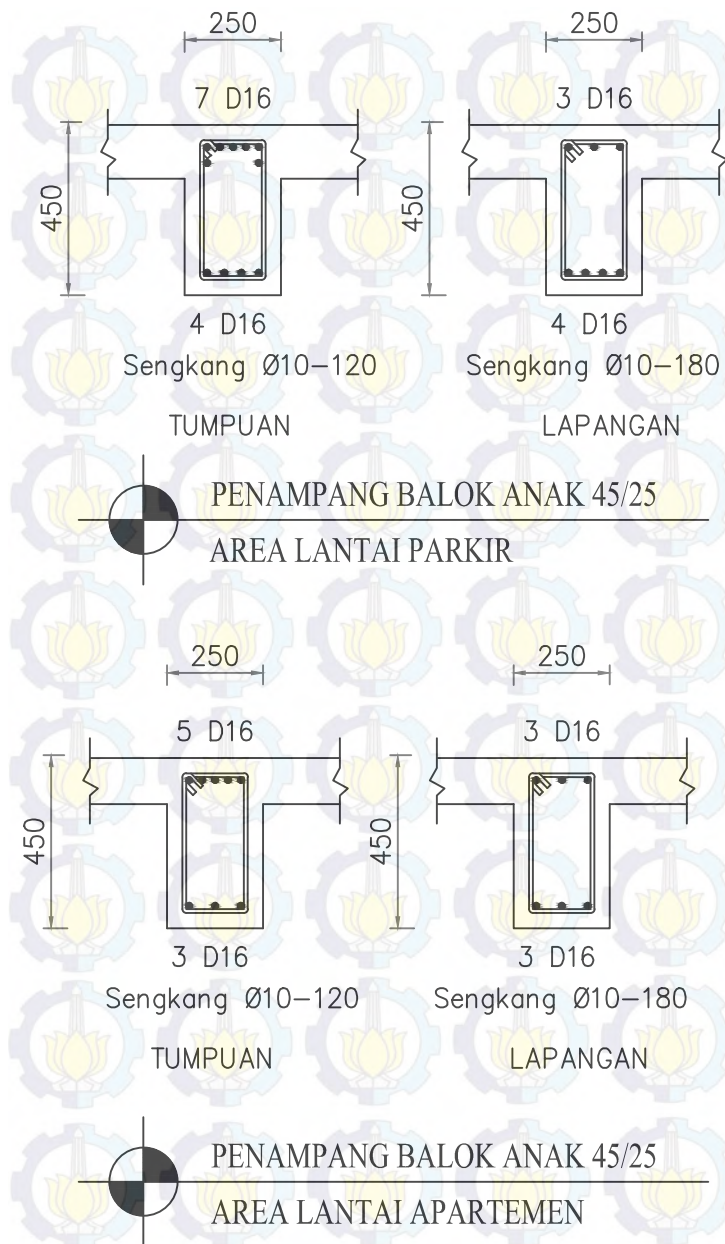 250 250
7 D16 3 D16
450 450
4 D16 4 D16
Sengkang Ø10-120 Sengkang Ø10-180
TUMPUAN LAPANGAN
PENAMPANG BALOK ANAK 45/25
AREA LANTAI PARKIR
250 250
5 D16 3 D16
450 450
3 D16 3 D16
Sengkang Ø10-120 Sengkang Ø10-180
TUMPUAN LAPANGAN
PENAMPANG BALOK ANAK 45/25
AREA LANTAI APARTEMEN